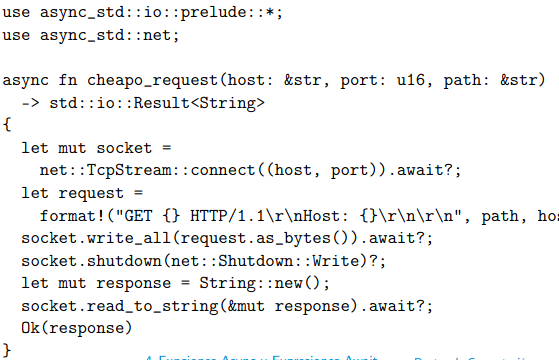 use async_std::io::prelude::*;
use async_std::net;
async fn cheapo_request(host: &str, port: u16, path: &str)
-> std::io::Result<String>
{
let mut socket =
net::TcpStream::connect((host, port)).await?;
let request =
format!("GET {} HTTP/1.1\r\nHost: {}\r\n\r\n", path, hos
socket.write_all(request.as_bytes()).await?;
socket.shutdown(net::Shutdown::Write)?;
let mut response = String::new();
socket.read_to_string(&mut response).await?;
Ok(response)
}